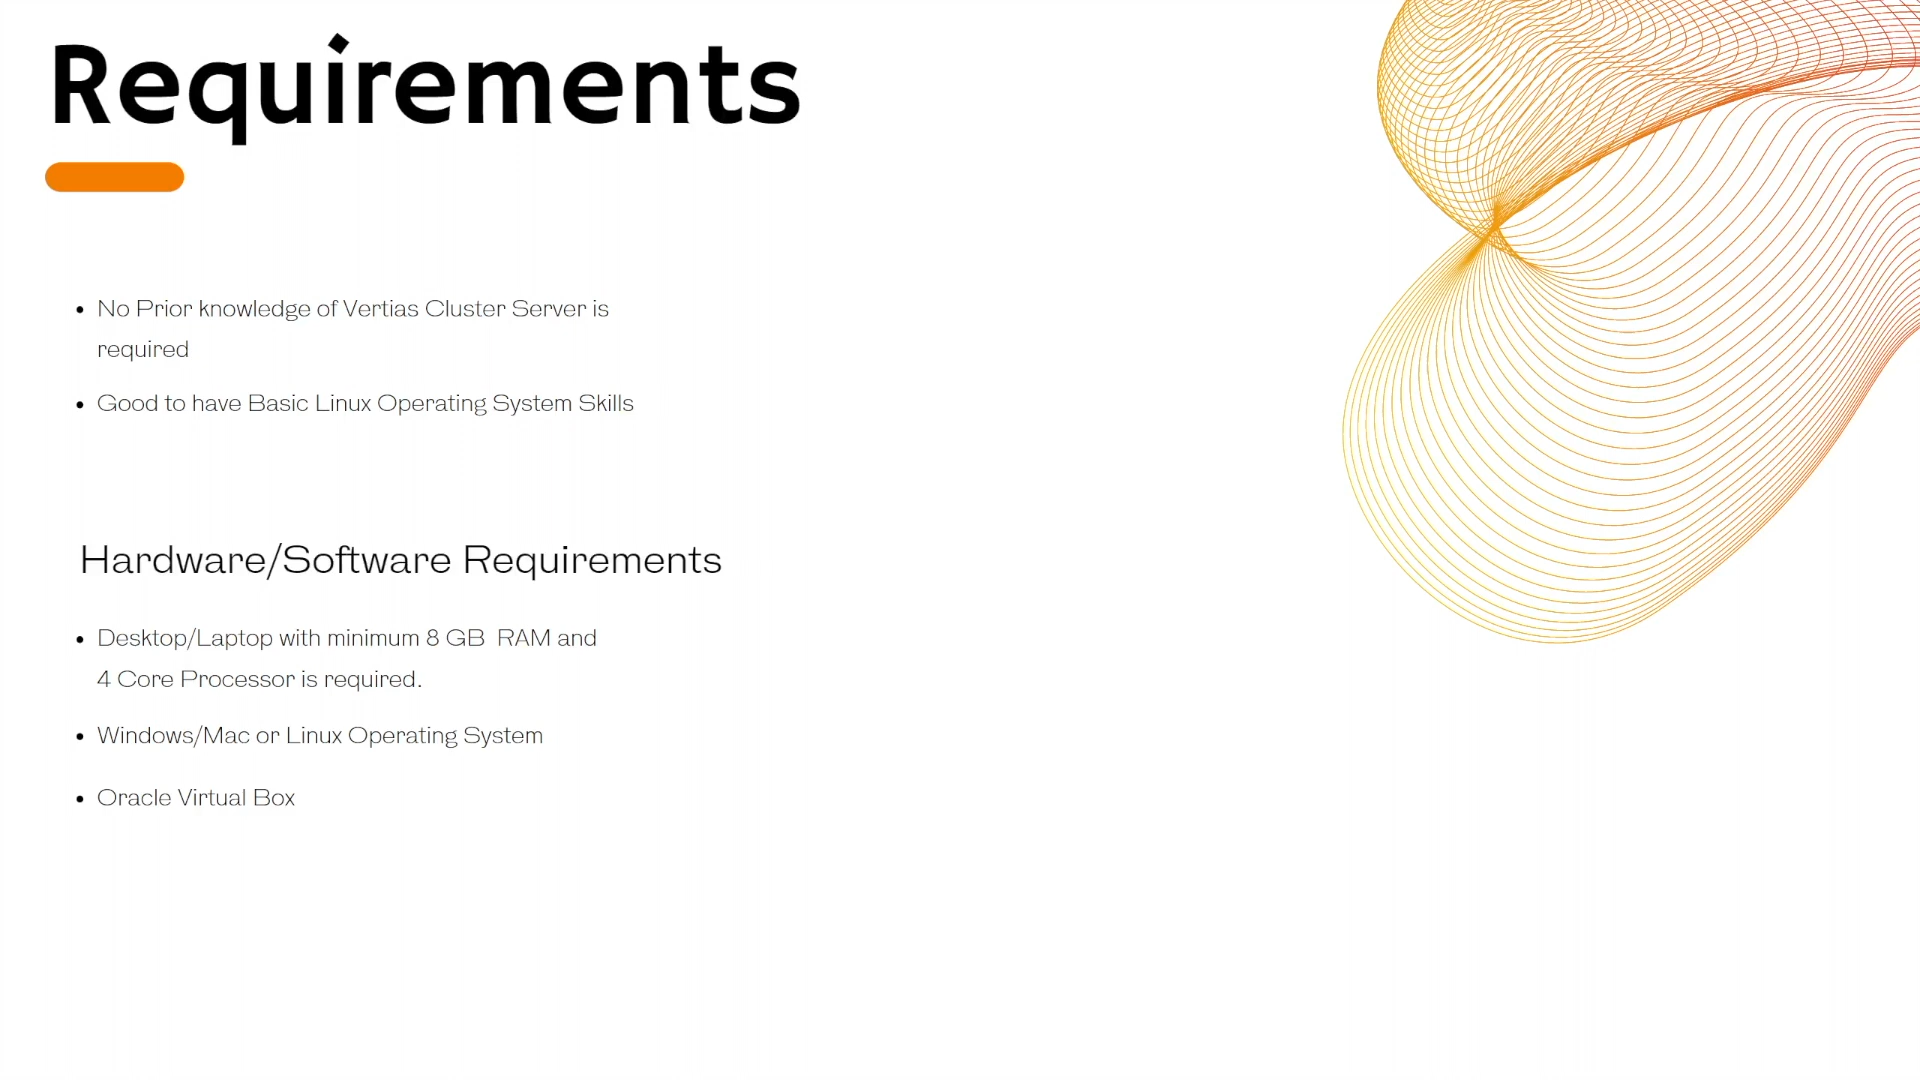 Requirements
• No Prior knowledge of Vertias Cluster Server is
required
• Good to have Basic Linux Operating System Skills
Hardware/Software Requirements
• Desktop/Laptop with minimum 8 GB  RAM and
4 Core Processor is required.
• Windows/Mac or Linux Operating System
• Oracle Virtual Box